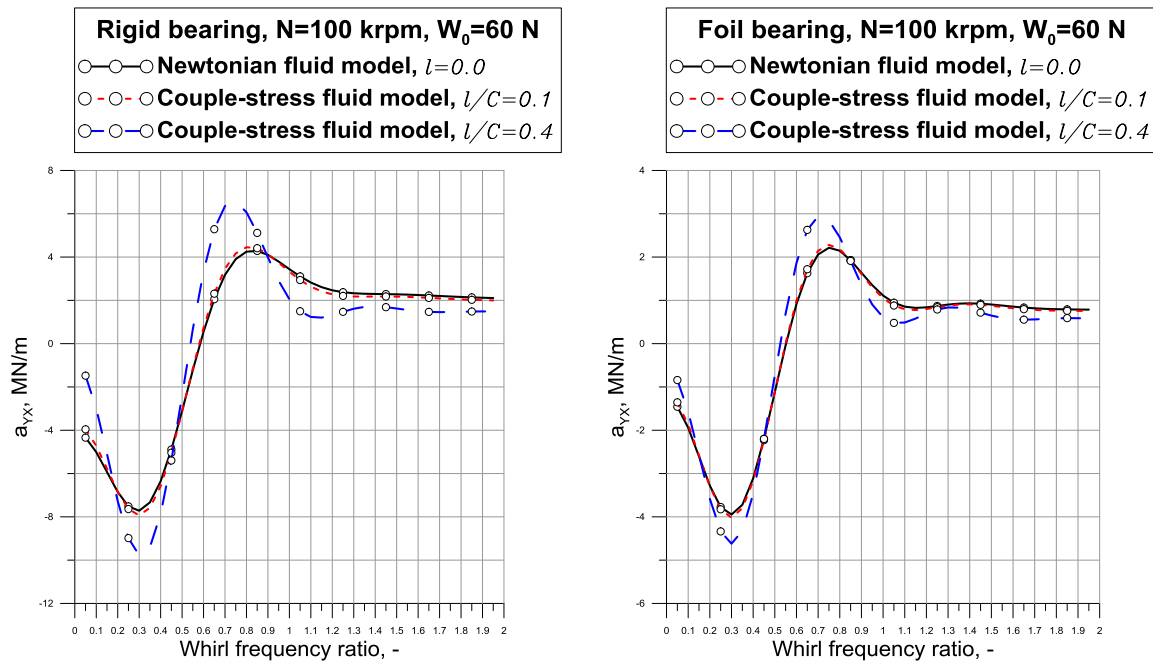 Rigid bearing, N=100 krpm, W0=60 N
Newtonian fluid model, l=0.0
Couple-stress fluid model, l/C=0.1
Couple-stress fluid model, l/C=0.4
8
4
0
-4
-8
-12
aYX, MN/m
0 0.1 0.2 0.3 0.4 0.5 0.6 0.7 0.8 0.9 1 1.1 1.2 1.3 1.4 1.5 1.6 1.7 1.8 1.9 2
Whirl frequency ratio, -
Foil bearing, N=100 krpm, W0=60 N
Newtonian fluid model, l=0.0
Couple-stress fluid model, l/C=0.1
Couple-stress fluid model, l/C=0.4
4
2
0
-2
-4
-6
aYX, MN/m
0 0.1 0.2 0.3 0.4 0.5 0.6 0.7 0.8 0.9 1 1.1 1.2 1.3 1.4 1.5 1.6 1.7 1.8 1.9 2
Whirl frequency ratio, -